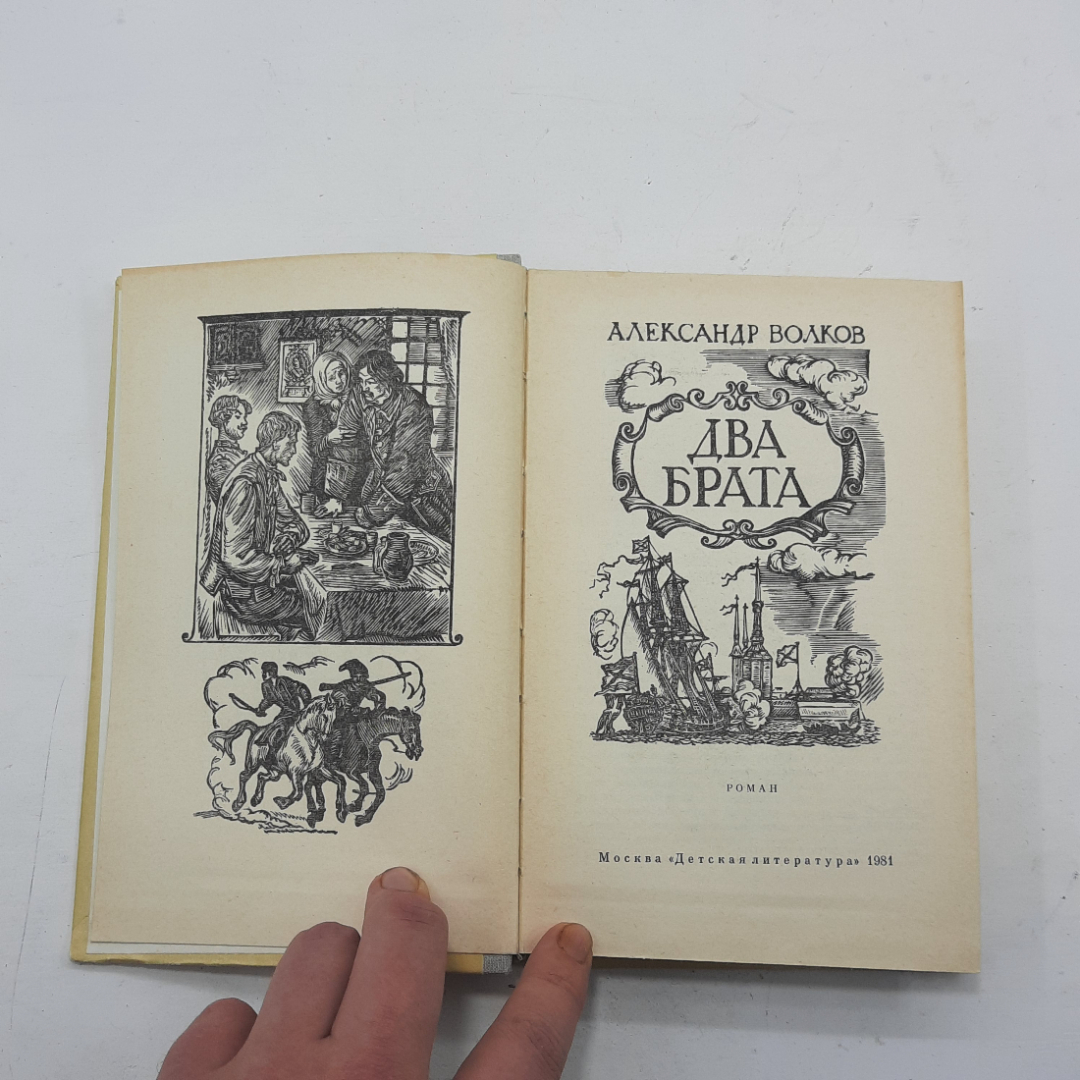 АЛЕКСАНДР ВОЛКОВ
ДВА
БРАТА
РОМАН
Москва «Детская литература» 1981